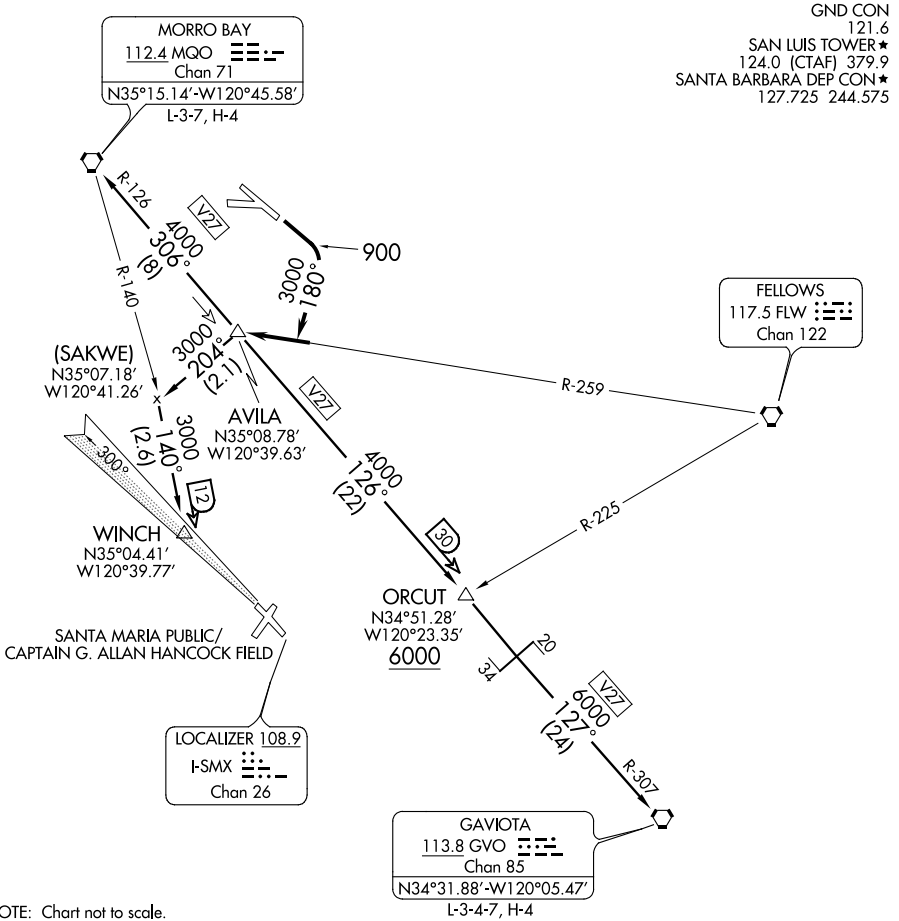 GND CON
121.6
SAN LUIS TOWER★
124.0 (CTAF) 379.9
SANTA BARBARA DEP CON★
127.725 244.575
MORRO BAY
112.4 MQO
Chan 71
N35°15.14′-W120°45.58′
L-3-7, H-4
R-126
V27
4000
306°
(8)
900
3000
180°
R-140
FELLOWS
117.5 FLW
Chan 122
(SAKWE)
N35°07.18′
W120°41.26′
3000
204°
(2.1)
AVILA
N35°08.78′
W120°39.63′
V27
R-259
3000
140°
(2.6)
300°
12
4000
126°
(22)
R-225
WINCH
N35°04.41′
W120°39.77′
30
ORCUT
N34°51.28′
W120°23.35′
6000
SANTA MARIA PUBLIC/
CAPTAIN G. ALLAN HANCOCK FIELD
20
34
V27
6000
127°
(24)
LOCALIZER 108.9
I-SMX
Chan 26
R-307
GAVIOTA
113.8 GVO
Chan 85
N34°31.88′-W120°05.47′
L-3-4-7, H-4
OTE: Chart not to scale.